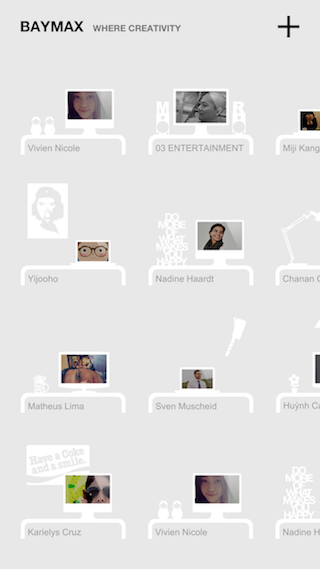 BAYMAX WHERE CREATIVITY
Vivien Nicole
M R
03 ENTERTAINMENT
Miji Kang
Yijooho
DO
MORE
OF
WHAT
MAKES
YOU
HAPPY
Nadine Haardt
Chanan G
Matheus Lima
Sven Muscheid
Huỳnh Ca
Have a Coke
and a smile.
Karielys Cruz
Vivien Nicole
DO
MORE
OF
WHAT
MAKES
YOU
HAPPY
Nadine H